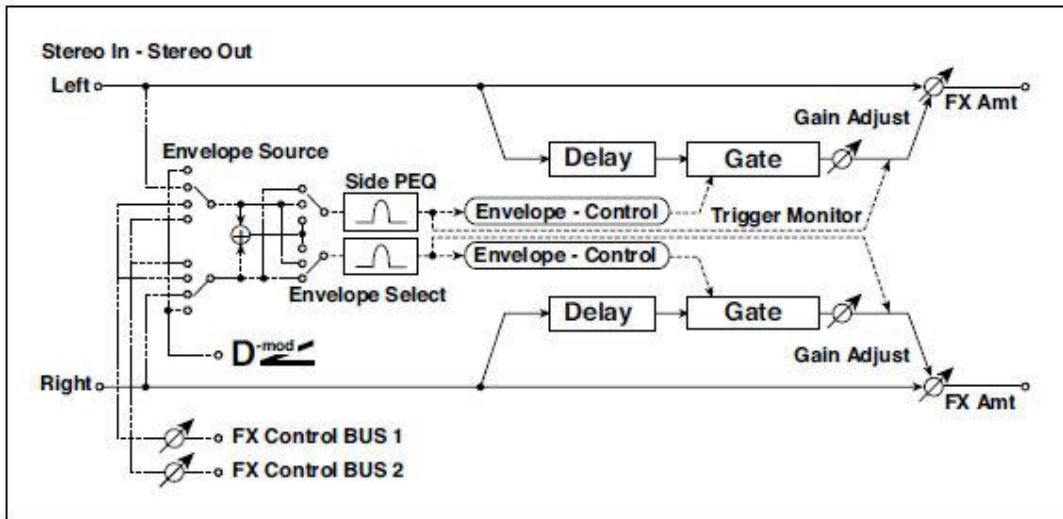 Stereo In - Stereo Out
Left
FX Amt
Gain Adjust
Envelope Source
Delay
Gate
Side PEQ
Envelope - Control
Trigger Monitor
Envelope - Control
Envelope Select
Delay
Gate
D-mod
Gain Adjust
Right
FX Amt
FX Control BUS 1
FX Control BUS 2